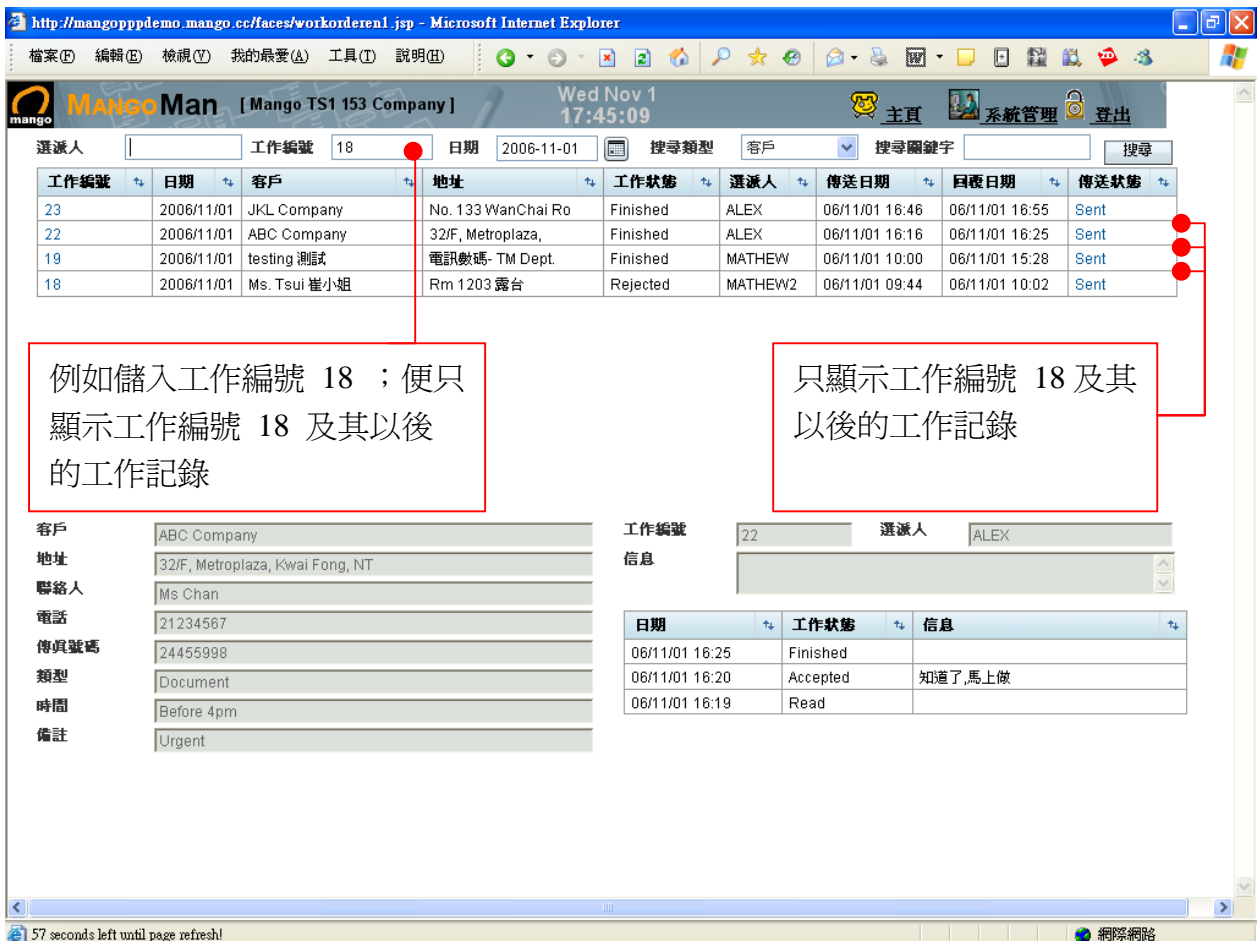 http://mangopppdemo.mango.cc/faces/workorderen1.jsp - Microsoft Internet Explorer
檔案(F) 編輯(E) 檢視(V) 我的最愛(A) 工具(T) 說明(H)
mango MANGO Man [ Mango TS1 153 Company ] Wed Nov 1 17:45:09 主頁 系統管理 登出
選派人 工作編號 18 日期 2006-11-01 搜尋類型 客戶 搜尋關鍵字 搜尋
工作編號 日期 客戶 地址 工作狀態 選派人 傳送日期 回覆日期 傳送狀態
23 2006/11/01 JKL Company No. 133 WanChai Ro Finished ALEX 06/11/01 16:46 06/11/01 16:55 Sent
22 2006/11/01 ABC Company 32/F, Metroplaza, Finished ALEX 06/11/01 16:16 06/11/01 16:25 Sent
19 2006/11/01 testing 測試 電訊數碼- TM Dept. Finished MATHEW 06/11/01 10:00 06/11/01 15:28 Sent
18 2006/11/01 Ms. Tsui 崔小姐 Rm 1203 露台 Rejected MATHEW2 06/11/01 09:44 06/11/01 10:02 Sent
例如儲入工作編號 18 ；便只
顯示工作編號 18 及其以後
的工作記錄
只顯示工作編號 18 及其
以後的工作記錄
客戶 ABC Company
地址 32/F, Metroplaza, Kwai Fong, NT
聯絡人 Ms Chan
電話 21234567
傳真號碼 24455998
類型 Document
時間 Before 4pm
備註 Urgent
工作編號 22 選派人 ALEX
信息
日期 工作狀態 信息
06/11/01 16:25 Finished
06/11/01 16:20 Accepted 知道了,馬上做
06/11/01 16:19 Read
57 seconds left until page refresh! 網際網路